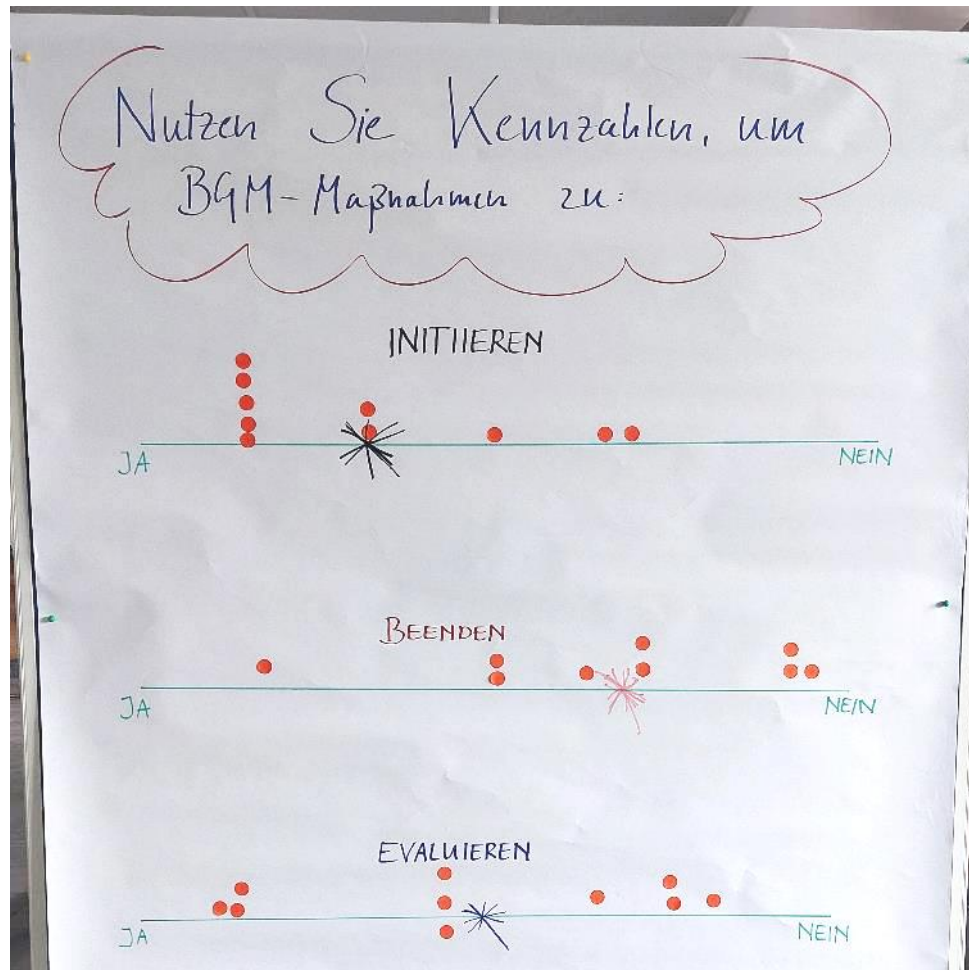 Nutzen Sie Kennzahlen, um
BGM-Maßnahmen zu:
INITIIEREN
JA NEIN
BEENDEN
JA NEIN
EVALUIEREN
JA NEIN